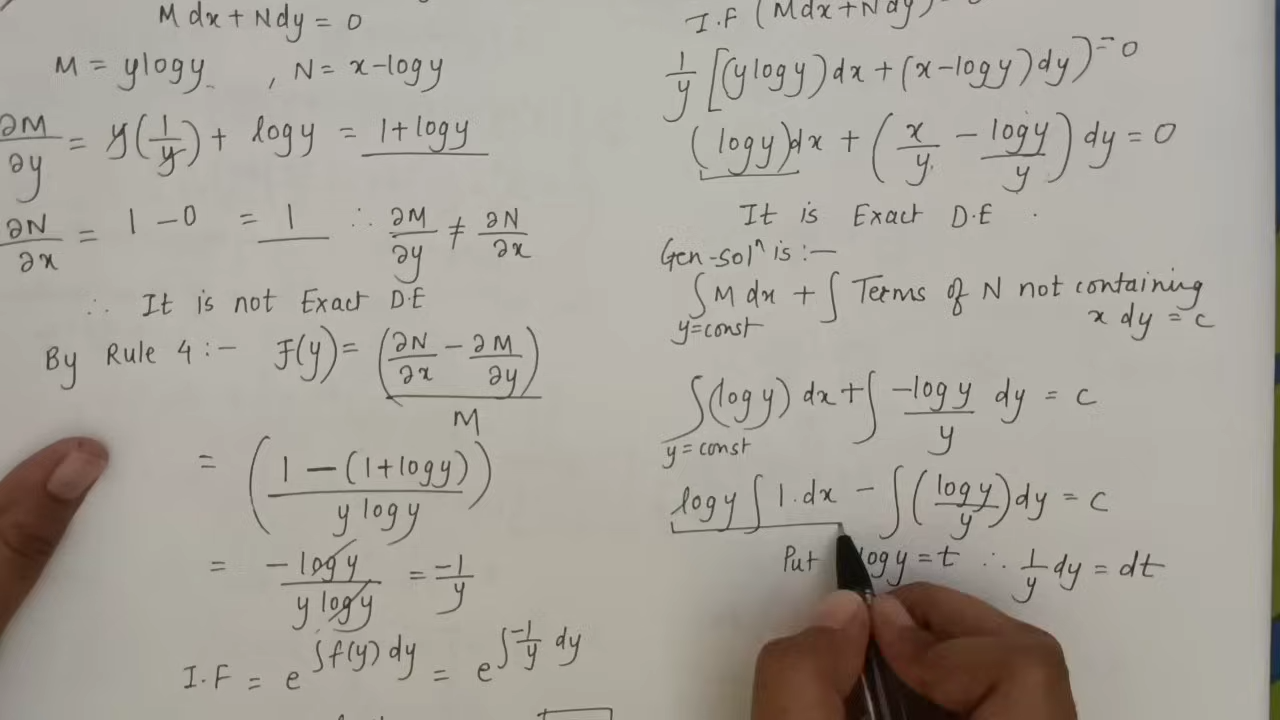 M dx + N dy = 0
M = y log y , N = x - log y
∂M/∂y = y(1/y) + log y = 1 + log y
∂N/∂x = 1 - 0 = 1 ∴ ∂M/∂y ≠ ∂N/∂x
∴ It is not Exact D.E
By Rule 4 :- F(y) = (∂N/∂x - ∂M/∂y)/M
= ((1 - (1 + log y))/(y log y))
= -log y/(y log y) = -1/y
I.F = e^∫f(y) dy = e^∫-1/y dy
I.F (M dx + N dy) =
1/y [(y log y) dx + (x - log y) dy) = 0
(log y) dx + (x/y - log y/y) dy = 0
It is Exact D.E .
Gen-solⁿ is :-
∫ M dx + ∫ Terms of N not containing
y=const x dy = c
∫(log y) dx + ∫ -log y/y dy = c
y=const
log y ∫ 1.dx - ∫ (log y/y) dy = c
Put log y = t ∴ 1/y dy = dt